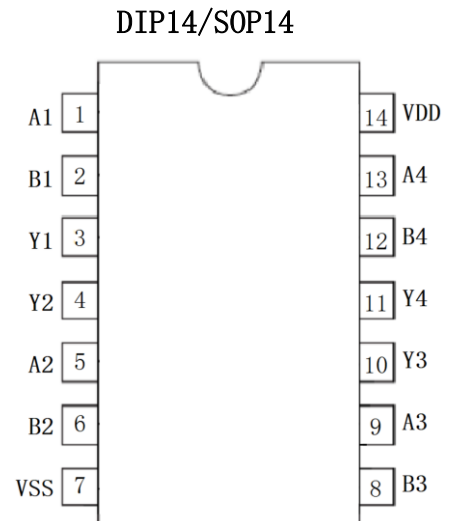 DIP14/SOP14
A1 1 14 VDD
B1 2 13 A4
Y1 3 12 B4
Y2 4 11 Y4
A2 5 10 Y3
B2 6 9 A3
VSS 7 8 B3